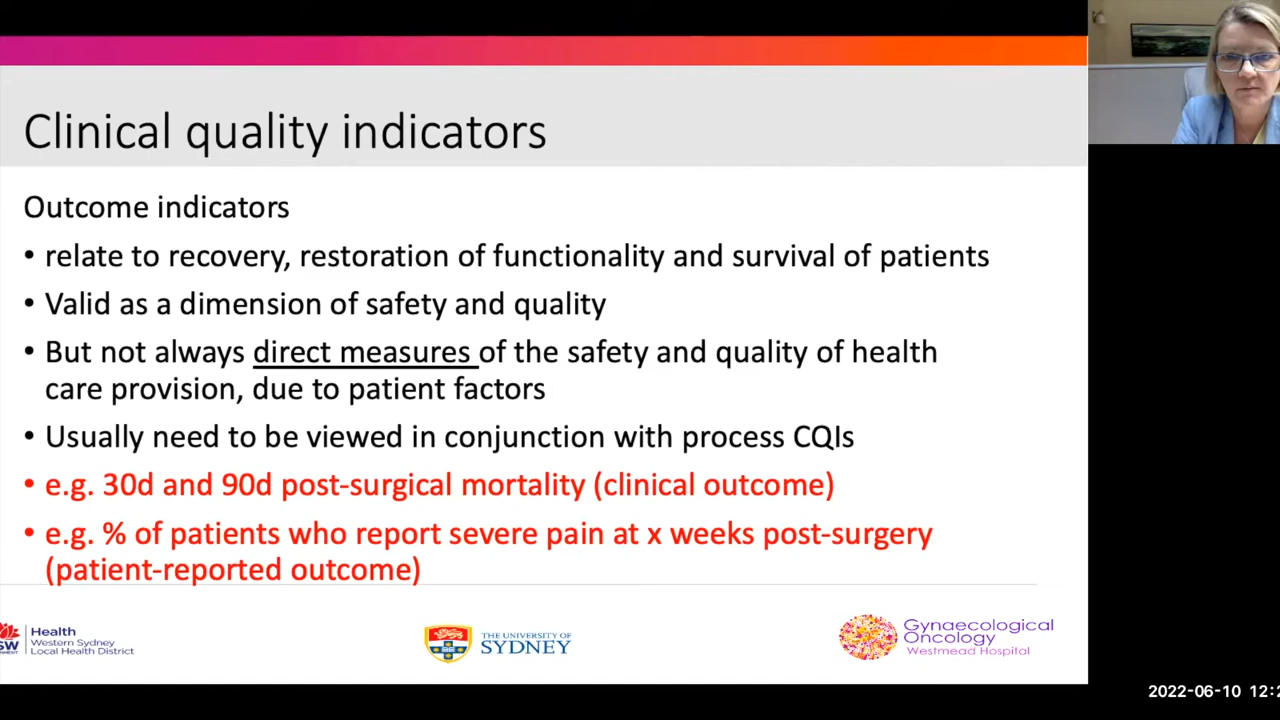 Clinical quality indicators
Outcome indicators
• relate to recovery, restoration of functionality and survival of patients
• Valid as a dimension of safety and quality
• But not always direct measures of the safety and quality of health
care provision, due to patient factors
• Usually need to be viewed in conjunction with process CQIs
• e.g. 30d and 90d post-surgical mortality (clinical outcome)
• e.g. % of patients who report severe pain at x weeks post-surgery
(patient-reported outcome)
Health
Western Sydney
Local Health District
THE UNIVERSITY OF
SYDNEY
Gynaecological
Oncology
Westmead Hospital
2022-06-10 12:2